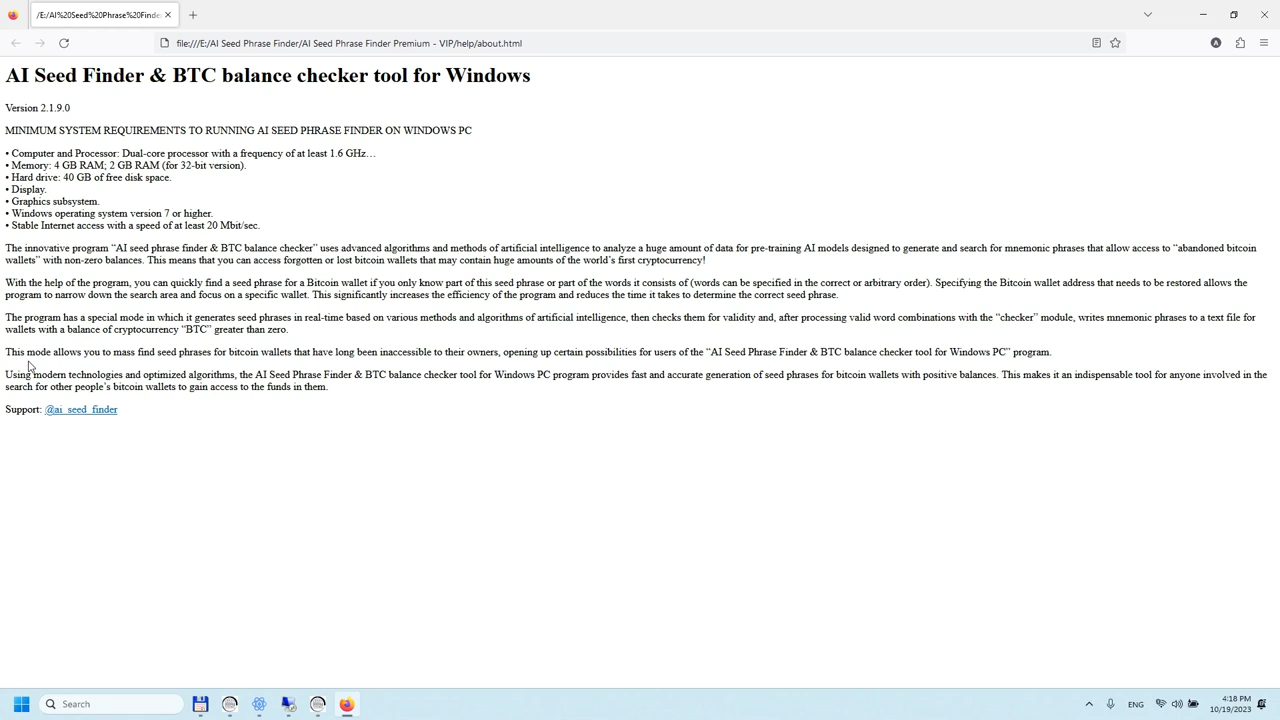 /E:/AI%20Seed%20Phrase%20Finder
file:///E:/AI Seed Phrase Finder/AI Seed Phrase Finder Premium - VIP/help/about.html
A
AI Seed Finder & BTC balance checker tool for Windows
Version 2.1.9.0
MINIMUM SYSTEM REQUIREMENTS TO RUNNING AI SEED PHRASE FINDER ON WINDOWS PC
• Computer and Processor: Dual-core processor with a frequency of at least 1.6 GHz…
• Memory: 4 GB RAM; 2 GB RAM (for 32-bit version).
• Hard drive: 40 GB of free disk space.
• Display.
• Graphics subsystem.
• Windows operating system version 7 or higher.
• Stable Internet access with a speed of at least 20 Mbit/sec.
The innovative program “AI seed phrase finder & BTC balance checker” uses advanced algorithms and methods of artificial intelligence to analyze a huge amount of data for pre-training AI models designed to generate and search for mnemonic phrases that allow access to “abandoned bitcoin
wallets” with non-zero balances. This means that you can access forgotten or lost bitcoin wallets that may contain huge amounts of the world’s first cryptocurrency!
With the help of the program, you can quickly find a seed phrase for a Bitcoin wallet if you only know part of this seed phrase or part of the words it consists of (words can be specified in the correct or arbitrary order). Specifying the Bitcoin wallet address that needs to be restored allows the
program to narrow down the search area and focus on a specific wallet. This significantly increases the efficiency of the program and reduces the time it takes to determine the correct seed phrase.
The program has a special mode in which it generates seed phrases in real-time based on various methods and algorithms of artificial intelligence, then checks them for validity and, after processing valid word combinations with the “checker” module, writes mnemonic phrases to a text file for
wallets with a balance of cryptocurrency “BTC” greater than zero.
This mode allows you to mass find seed phrases for bitcoin wallets that have long been inaccessible to their owners, opening up certain possibilities for users of the “AI Seed Phrase Finder & BTC balance checker tool for Windows PC” program.
Using modern technologies and optimized algorithms, the AI Seed Phrase Finder & BTC balance checker tool for Windows PC program provides fast and accurate generation of seed phrases for bitcoin wallets with positive balances. This makes it an indispensable tool for anyone involved in the
search for other people’s bitcoin wallets to gain access to the funds in them.
Support: @ai_seed_finder
Search
ENG
4:18 PM
10/19/2023